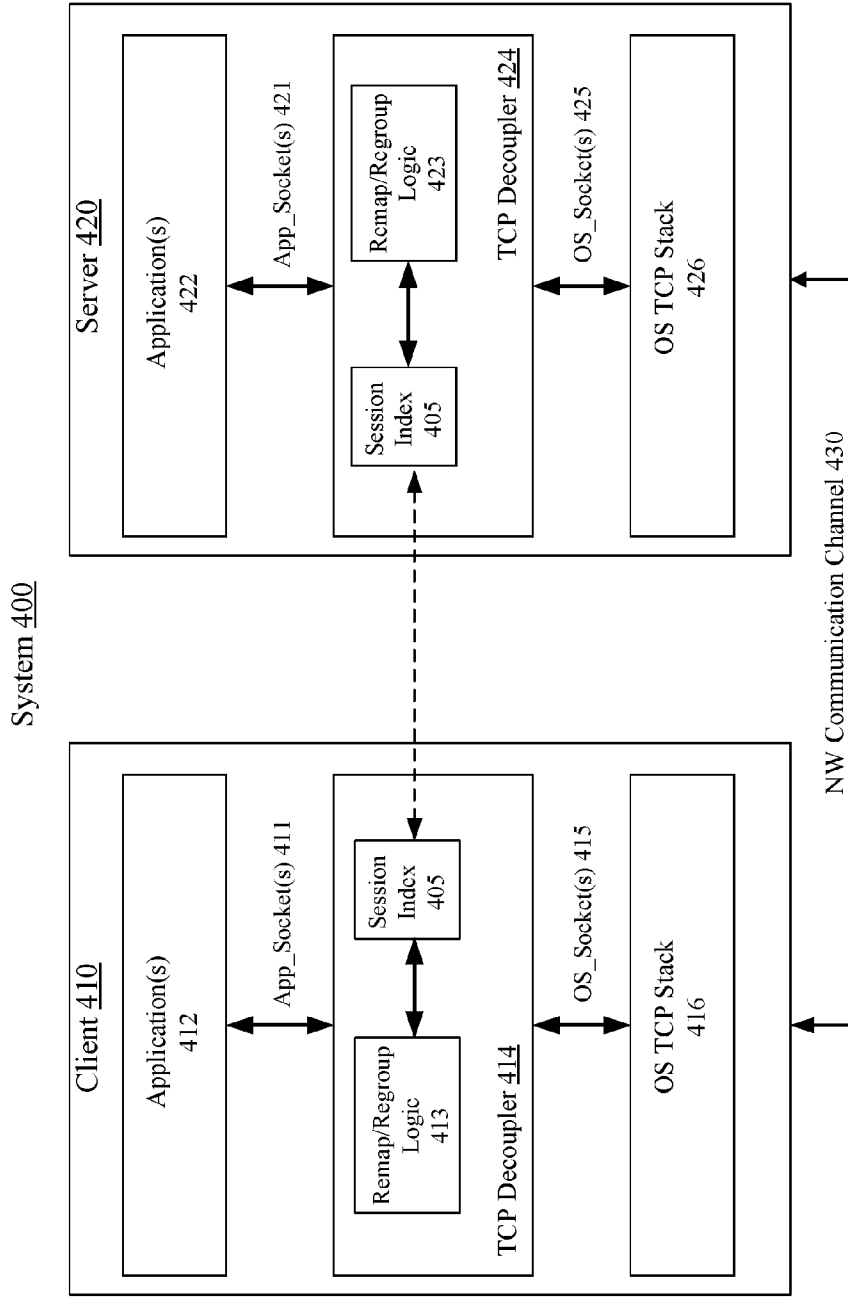 System 400
Client 410
Application(s)
412
App_Socket(s) 411
Remap/Regroup
Logic
413
Session
Index
405
TCP Decoupler 414
OS_Socket(s) 415
OS TCP Stack
416
Server 420
Application(s)
422
App_Socket(s) 421
Session
Index
405
Remap/Regroup
Logic
423
TCP Decoupler 424
OS_Socket(s) 425
OS TCP Stack
426
NW Communication Channel 430